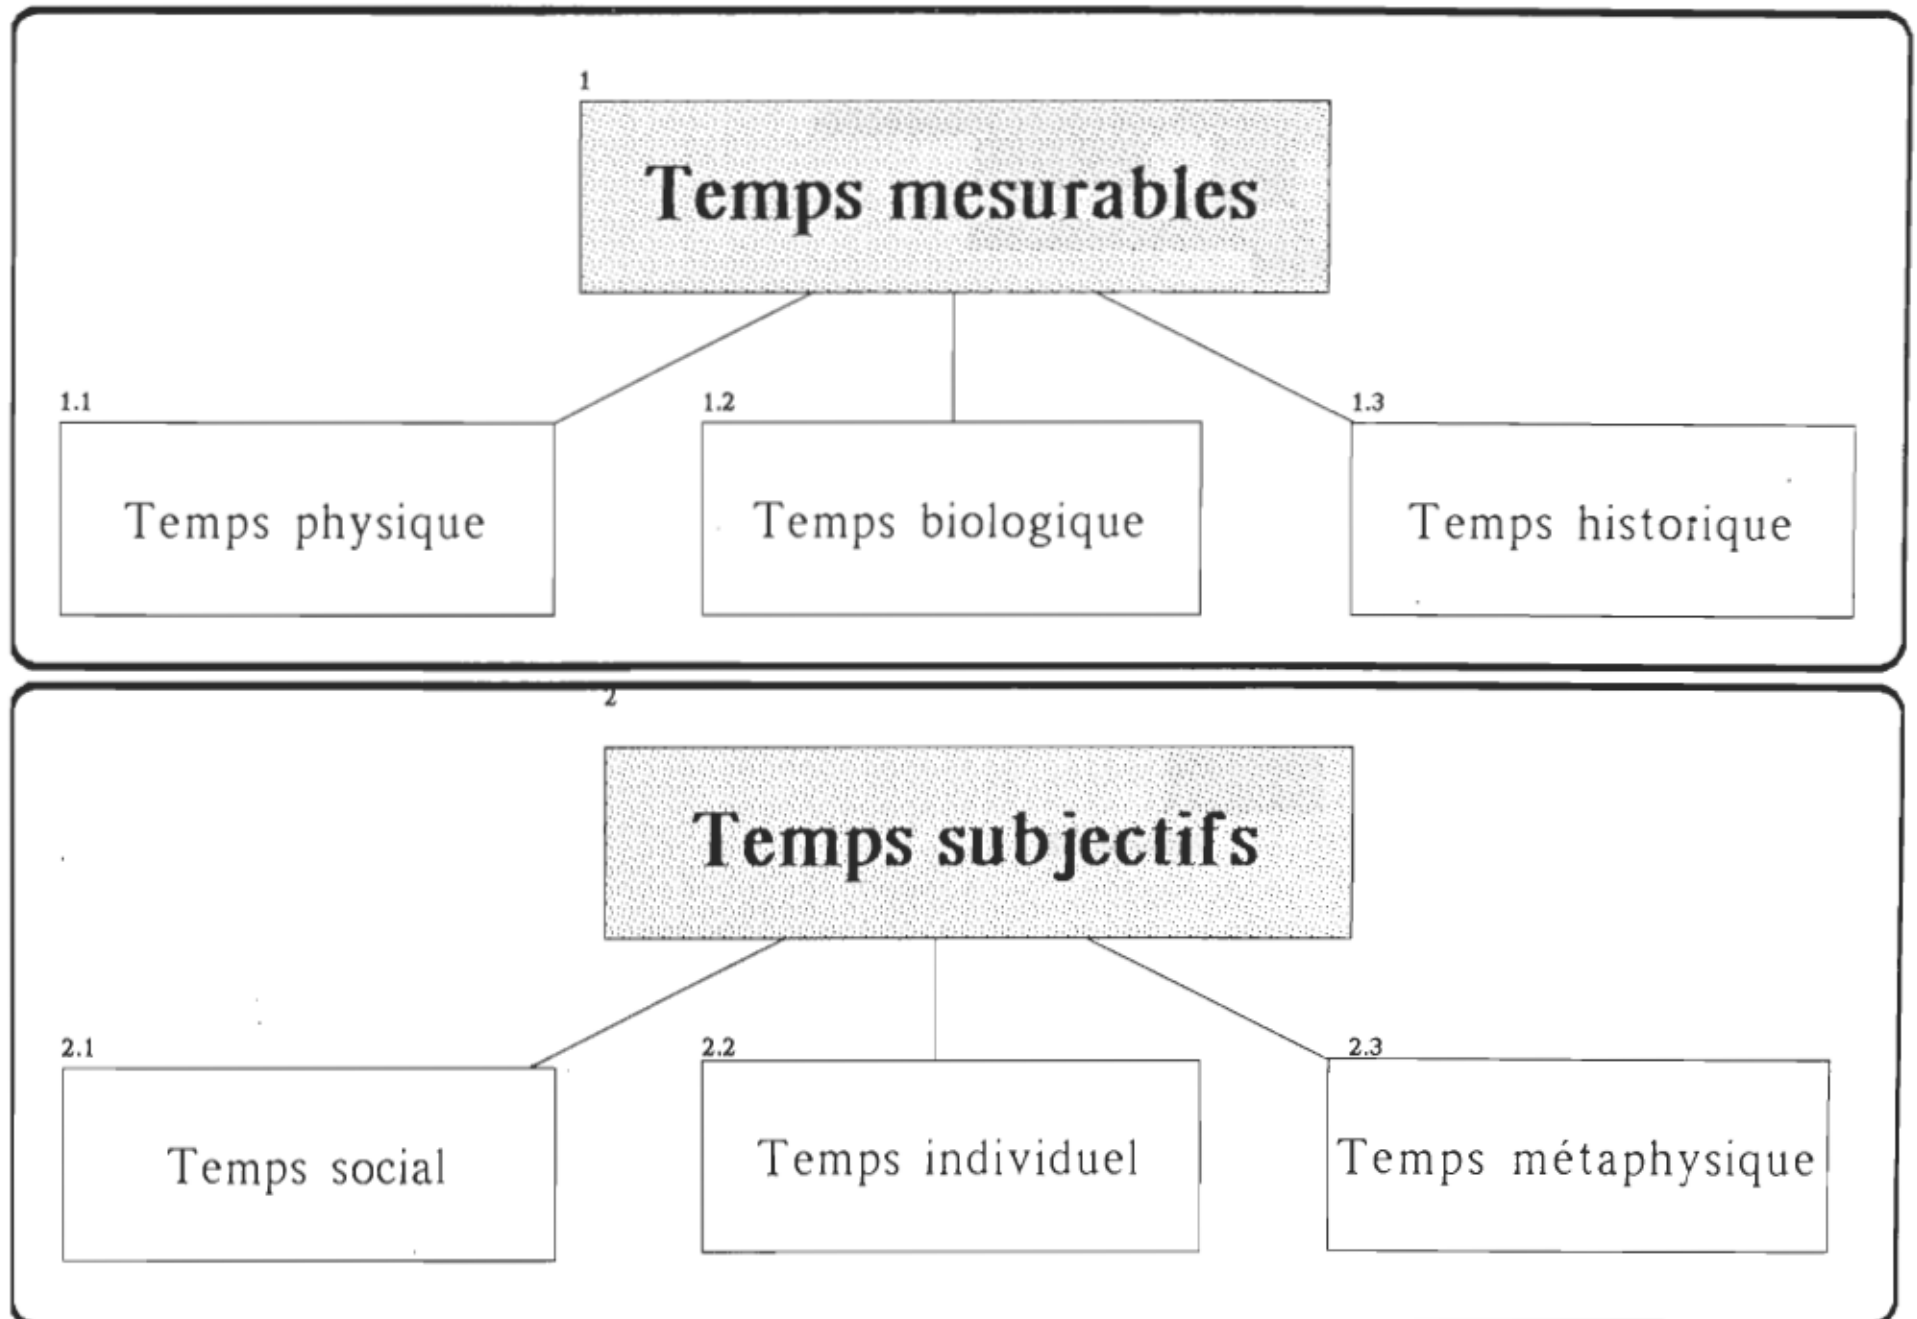 1
Temps mesurables
1.1
1.2
1.3
Temps physique
Temps biologique
Temps historique
2
Temps subjectifs
2.1
2.2
2.3
Temps social
Temps individuel
Temps métaphysique